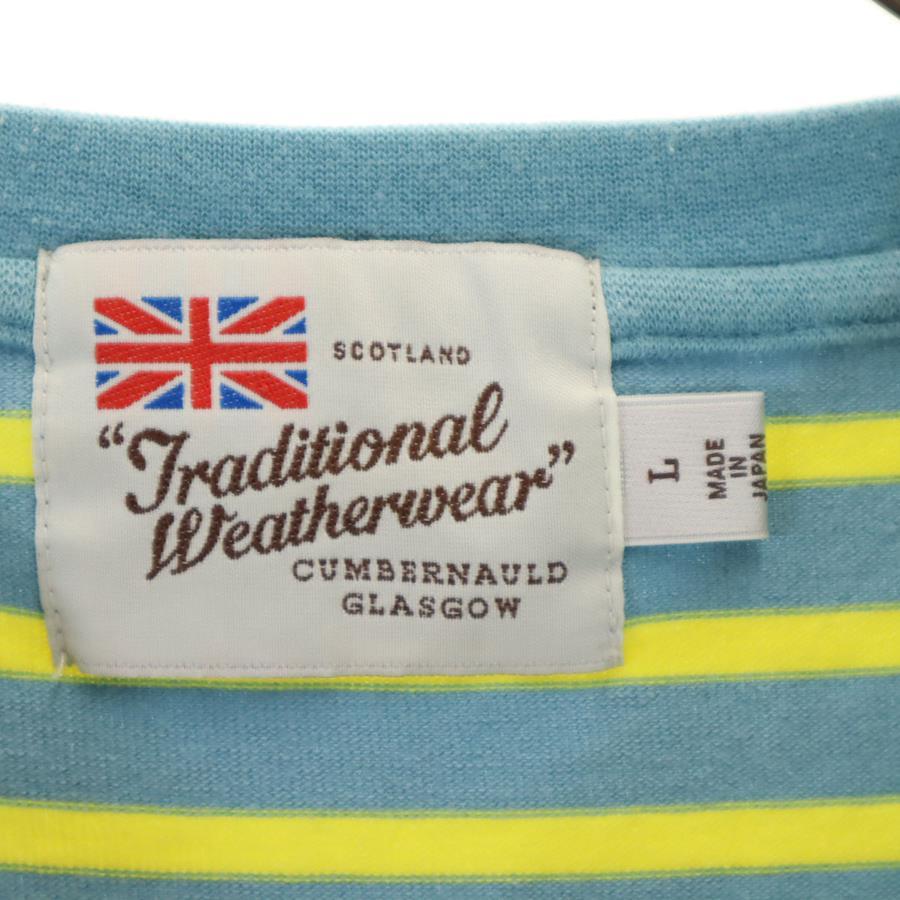 SCOTLAND
“Traditional
Weatherwear”
CUMBERNAULD
GLASGOW
L
MADE
IN
JAPAN